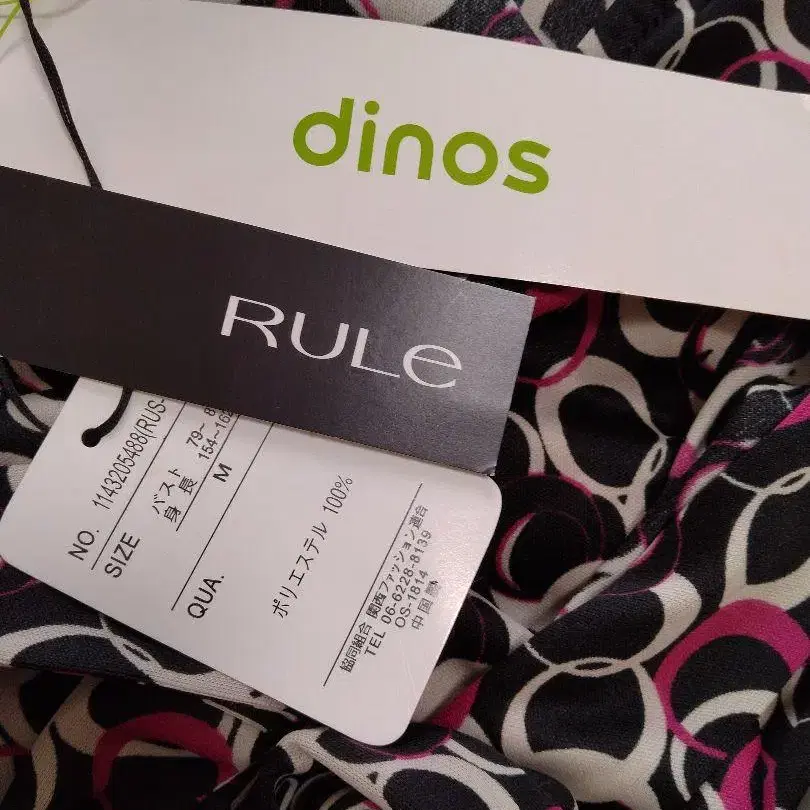 dinos
RULe
NO. 1143205488(RUS-
SIZE
バスト 79~ 8
身長 154~162
M
QUA.
ポリエステル 100%
協同組合 関西ファッション連合
TEL 06-6228-8139
OS-1814
中国製